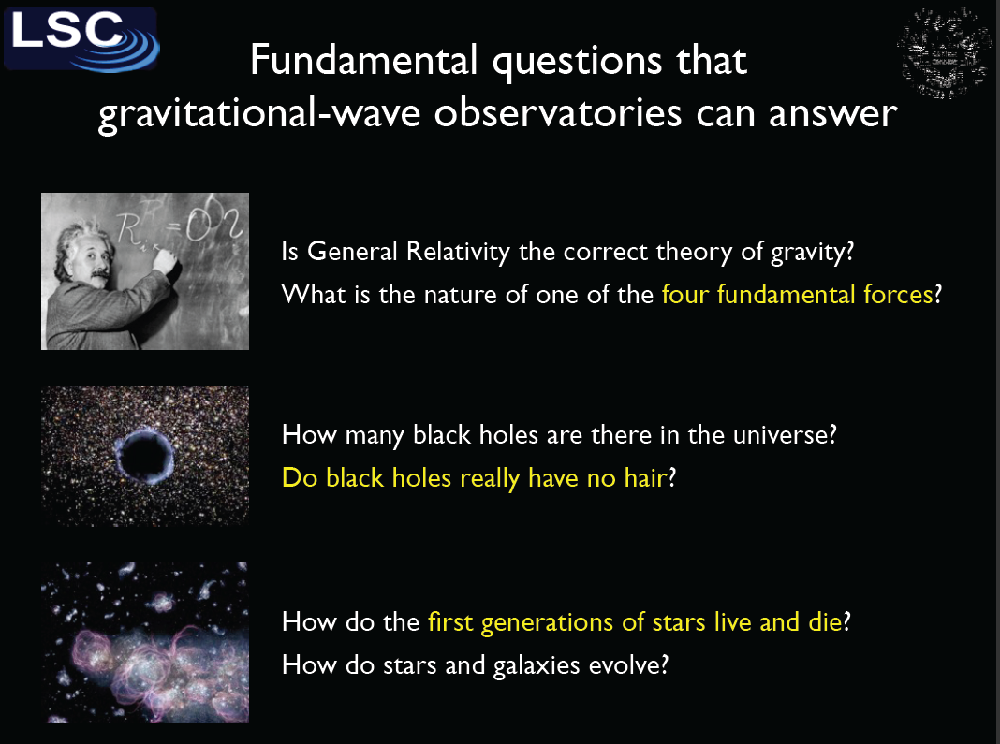 LSC
Fundamental questions that
gravitational-wave observatories can answer
Is General Relativity the correct theory of gravity?
What is the nature of one of the four fundamental forces?
How many black holes are there in the universe?
Do black holes really have no hair?
How do the first generations of stars live and die?
How do stars and galaxies evolve?